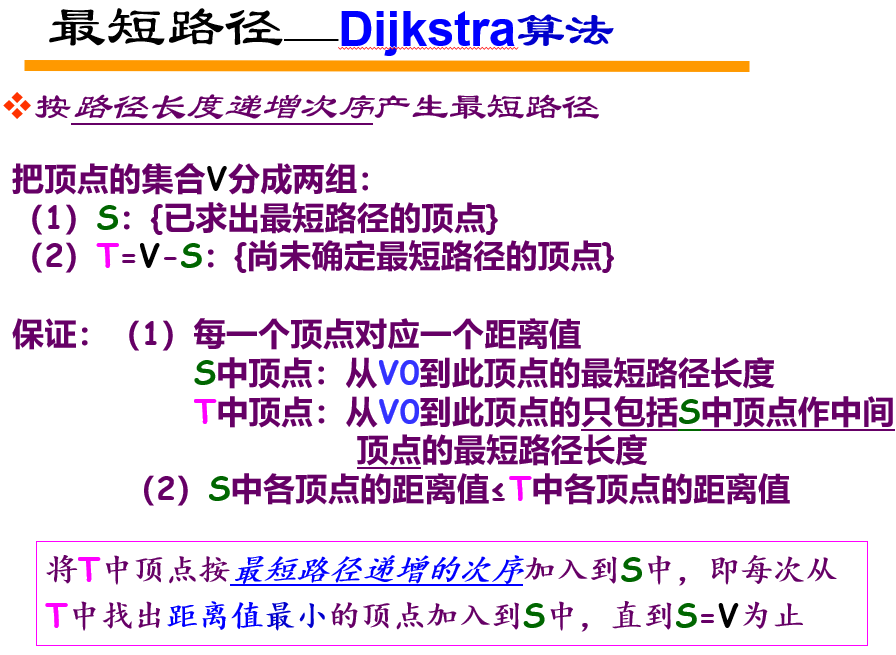 最短路径——Dijkstra算法
❖按路径长度递增次序产生最短路径
把顶点的集合V分成两组：
（1）S：{已求出最短路径的顶点}
（2）T=V-S：{尚未确定最短路径的顶点}
保证：（1）每一个顶点对应一个距离值
S中顶点：从V0到此顶点的最短路径长度
T中顶点：从V0到此顶点的只包括S中顶点作中间
顶点的最短路径长度
（2）S中各顶点的距离值≤T中各顶点的距离值
将T中顶点按最短路径递增的次序加入到S中，即每次从
T中找出距离值最小的顶点加入到S中，直到S=V为止